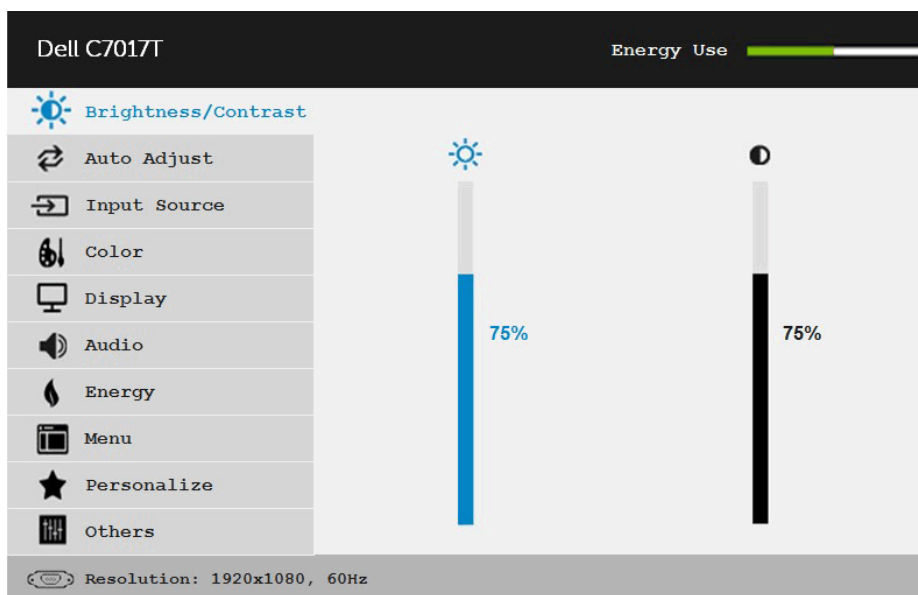 Dell C7017T
Energy Use
Brightness/Contrast
Auto Adjust
Input Source
Color
Display
Audio
Energy
Menu
Personalize
Others
75%
75%
Resolution: 1920x1080, 60Hz